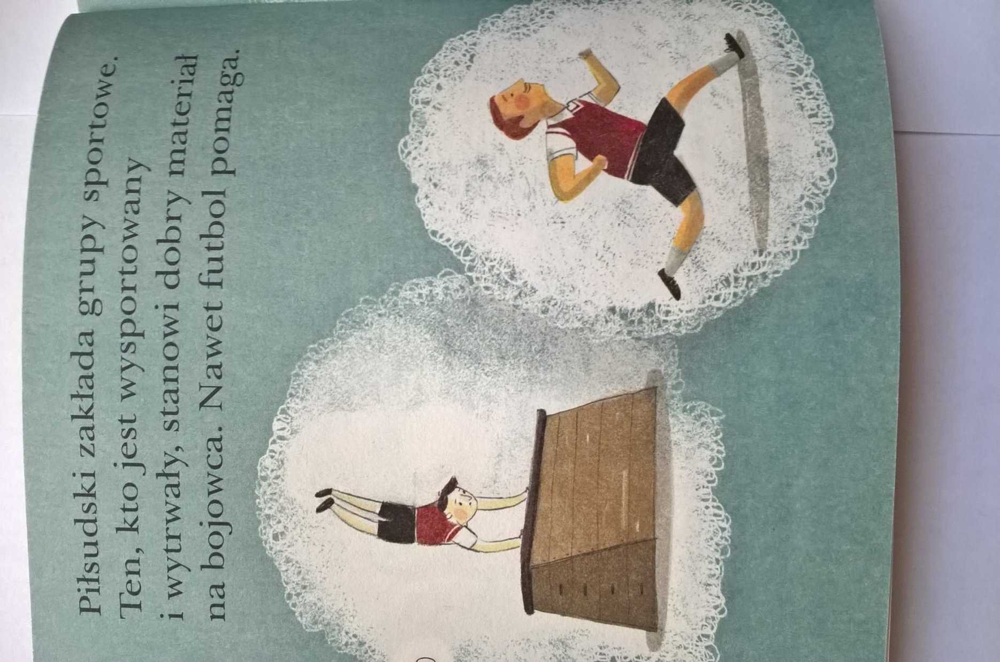 Piłsudski zakłada grupy sportowe.
Ten, kto jest wysportowany
i wytrwały, stanowi dobry materiał
na bojowca. Nawet futbol pomaga.